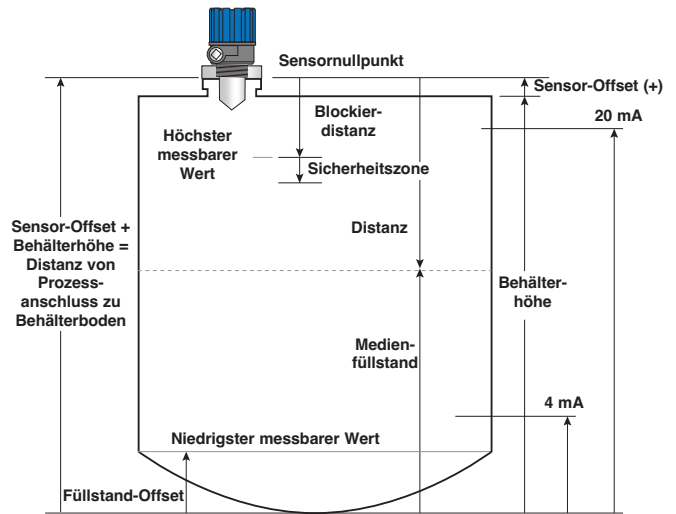 Sensornullpunkt
Sensor-Offset (+)
Blockier-
distanz
20 mA
Höchster
messbarer
Wert
Sicherheitszone
Sensor-Offset +
Behälterhöhe =
Distanz von
Prozess-
anschluss zu
Behälterboden
Distanz
Behälter-
höhe
Medien-
füllstand
4 mA
Niedrigster messbarer Wert
Füllstand-Offset